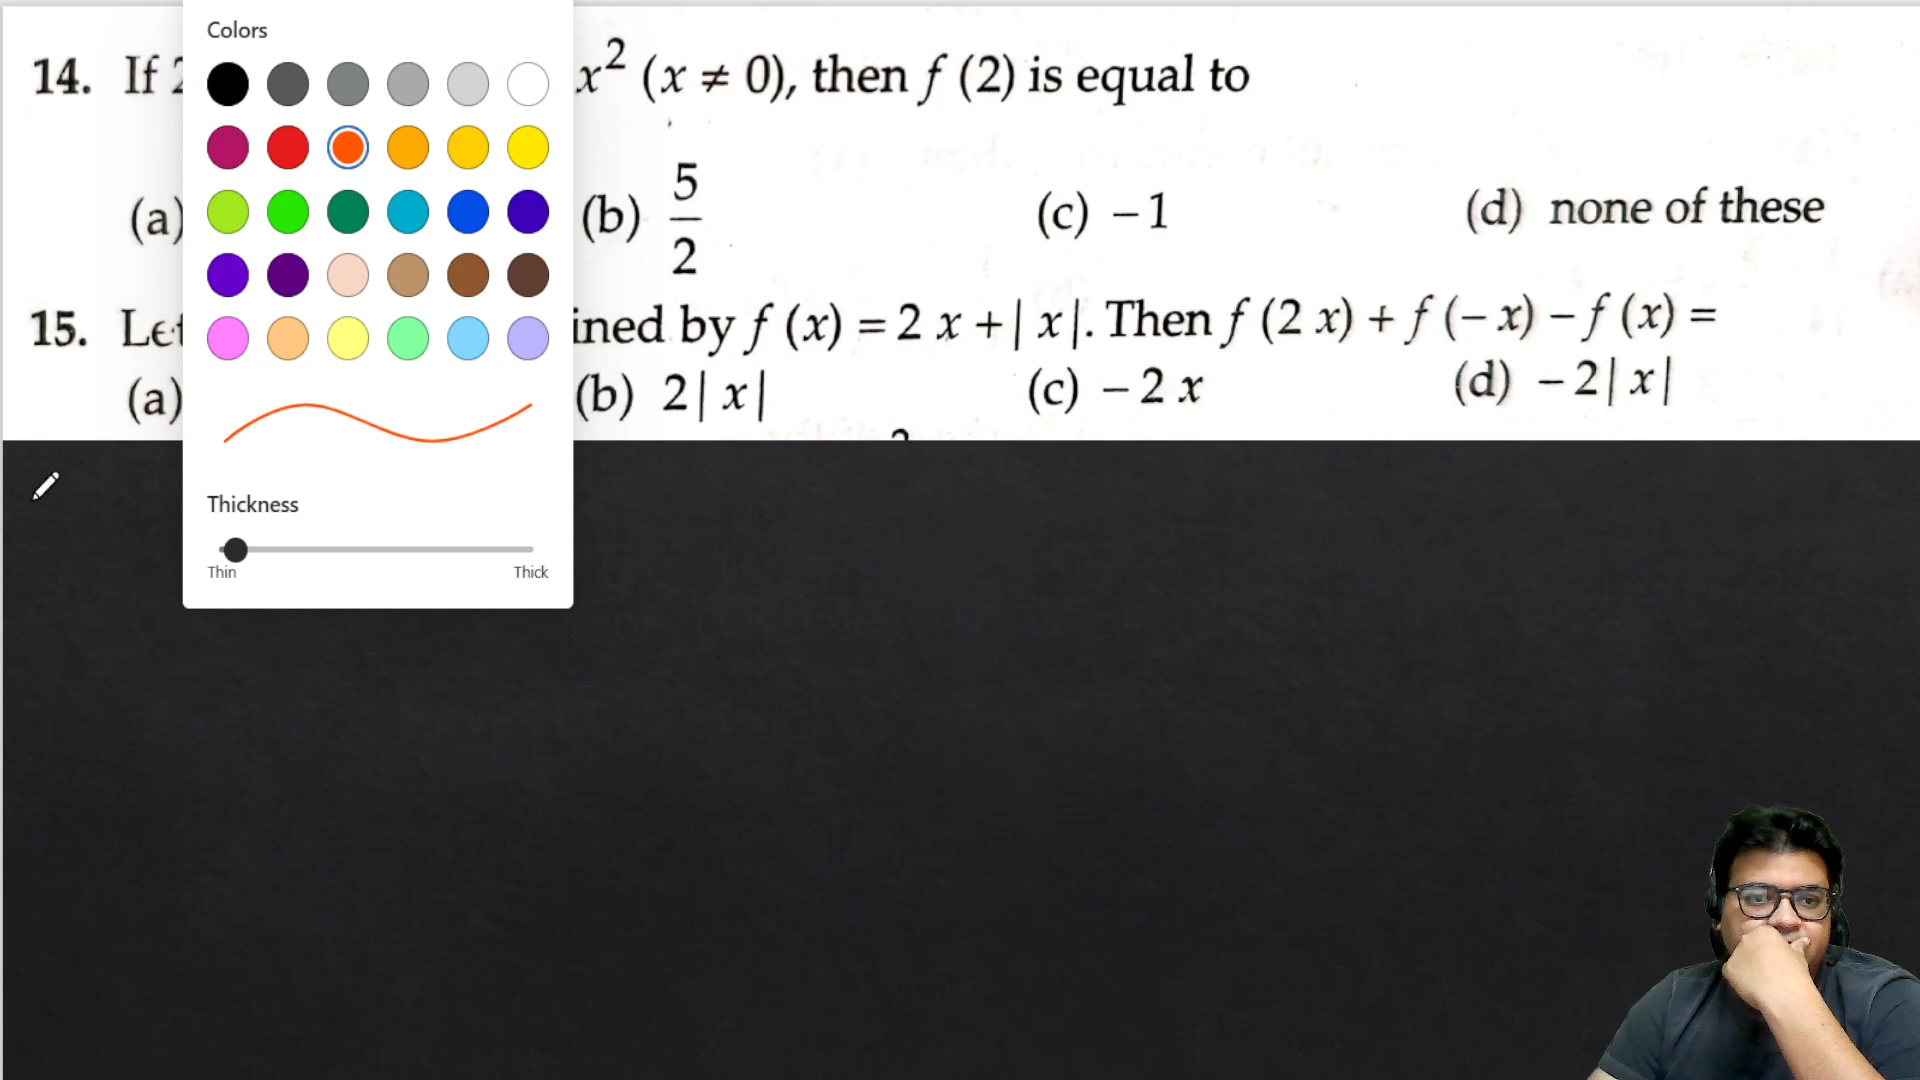 Colors
14. If x² (x ≠ 0), then f (2) is equal to
(a) (b) 5/2 (c) – 1 (d) none of these
15. Let ined by f (x) = 2 x + | x |. Then f (2 x) + f (– x) – f (x) =
(a) (b) 2 | x | (c) – 2 x (d) – 2 | x |
Thickness
Thin Thick